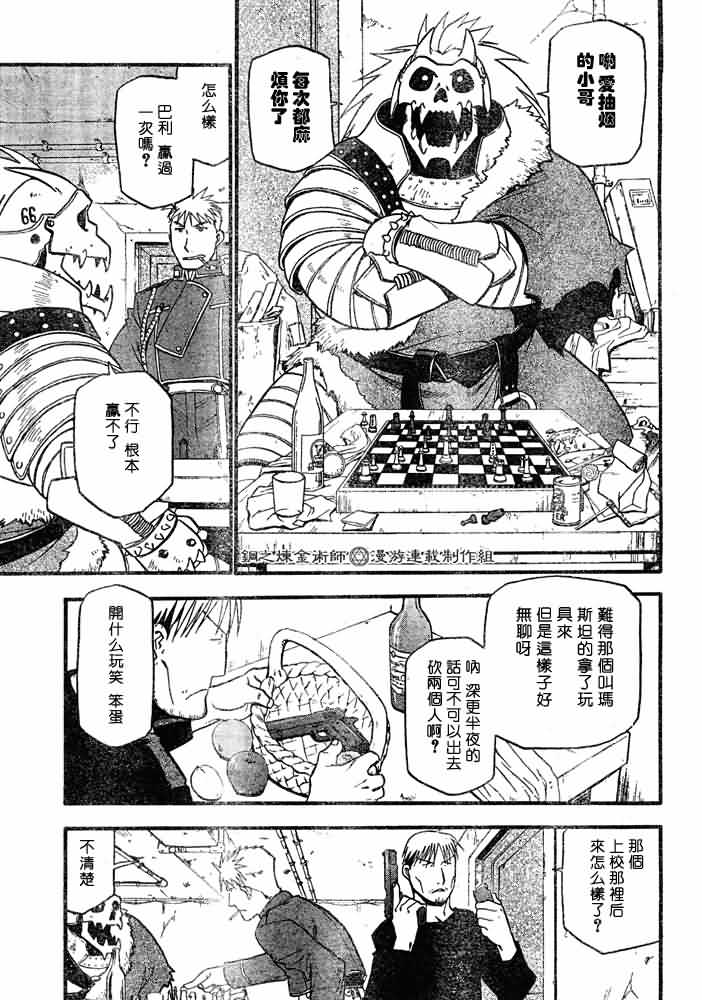 喲 愛抽烟
的小哥
每次都麻
煩你了
怎么樣
巴利 贏過
一次嗎?
66
不行 根本
贏不了
鋼之煉金術師 漫游連載制作組
難得那個叫瑪
斯坦的拿了玩
具來
但是這樣子好
無聊呀
吶 深更半夜的
話可不可以出去
砍兩個人啊?
開什么玩笑 笨蛋
那個
上校那裡后
來怎么樣了?
不清楚